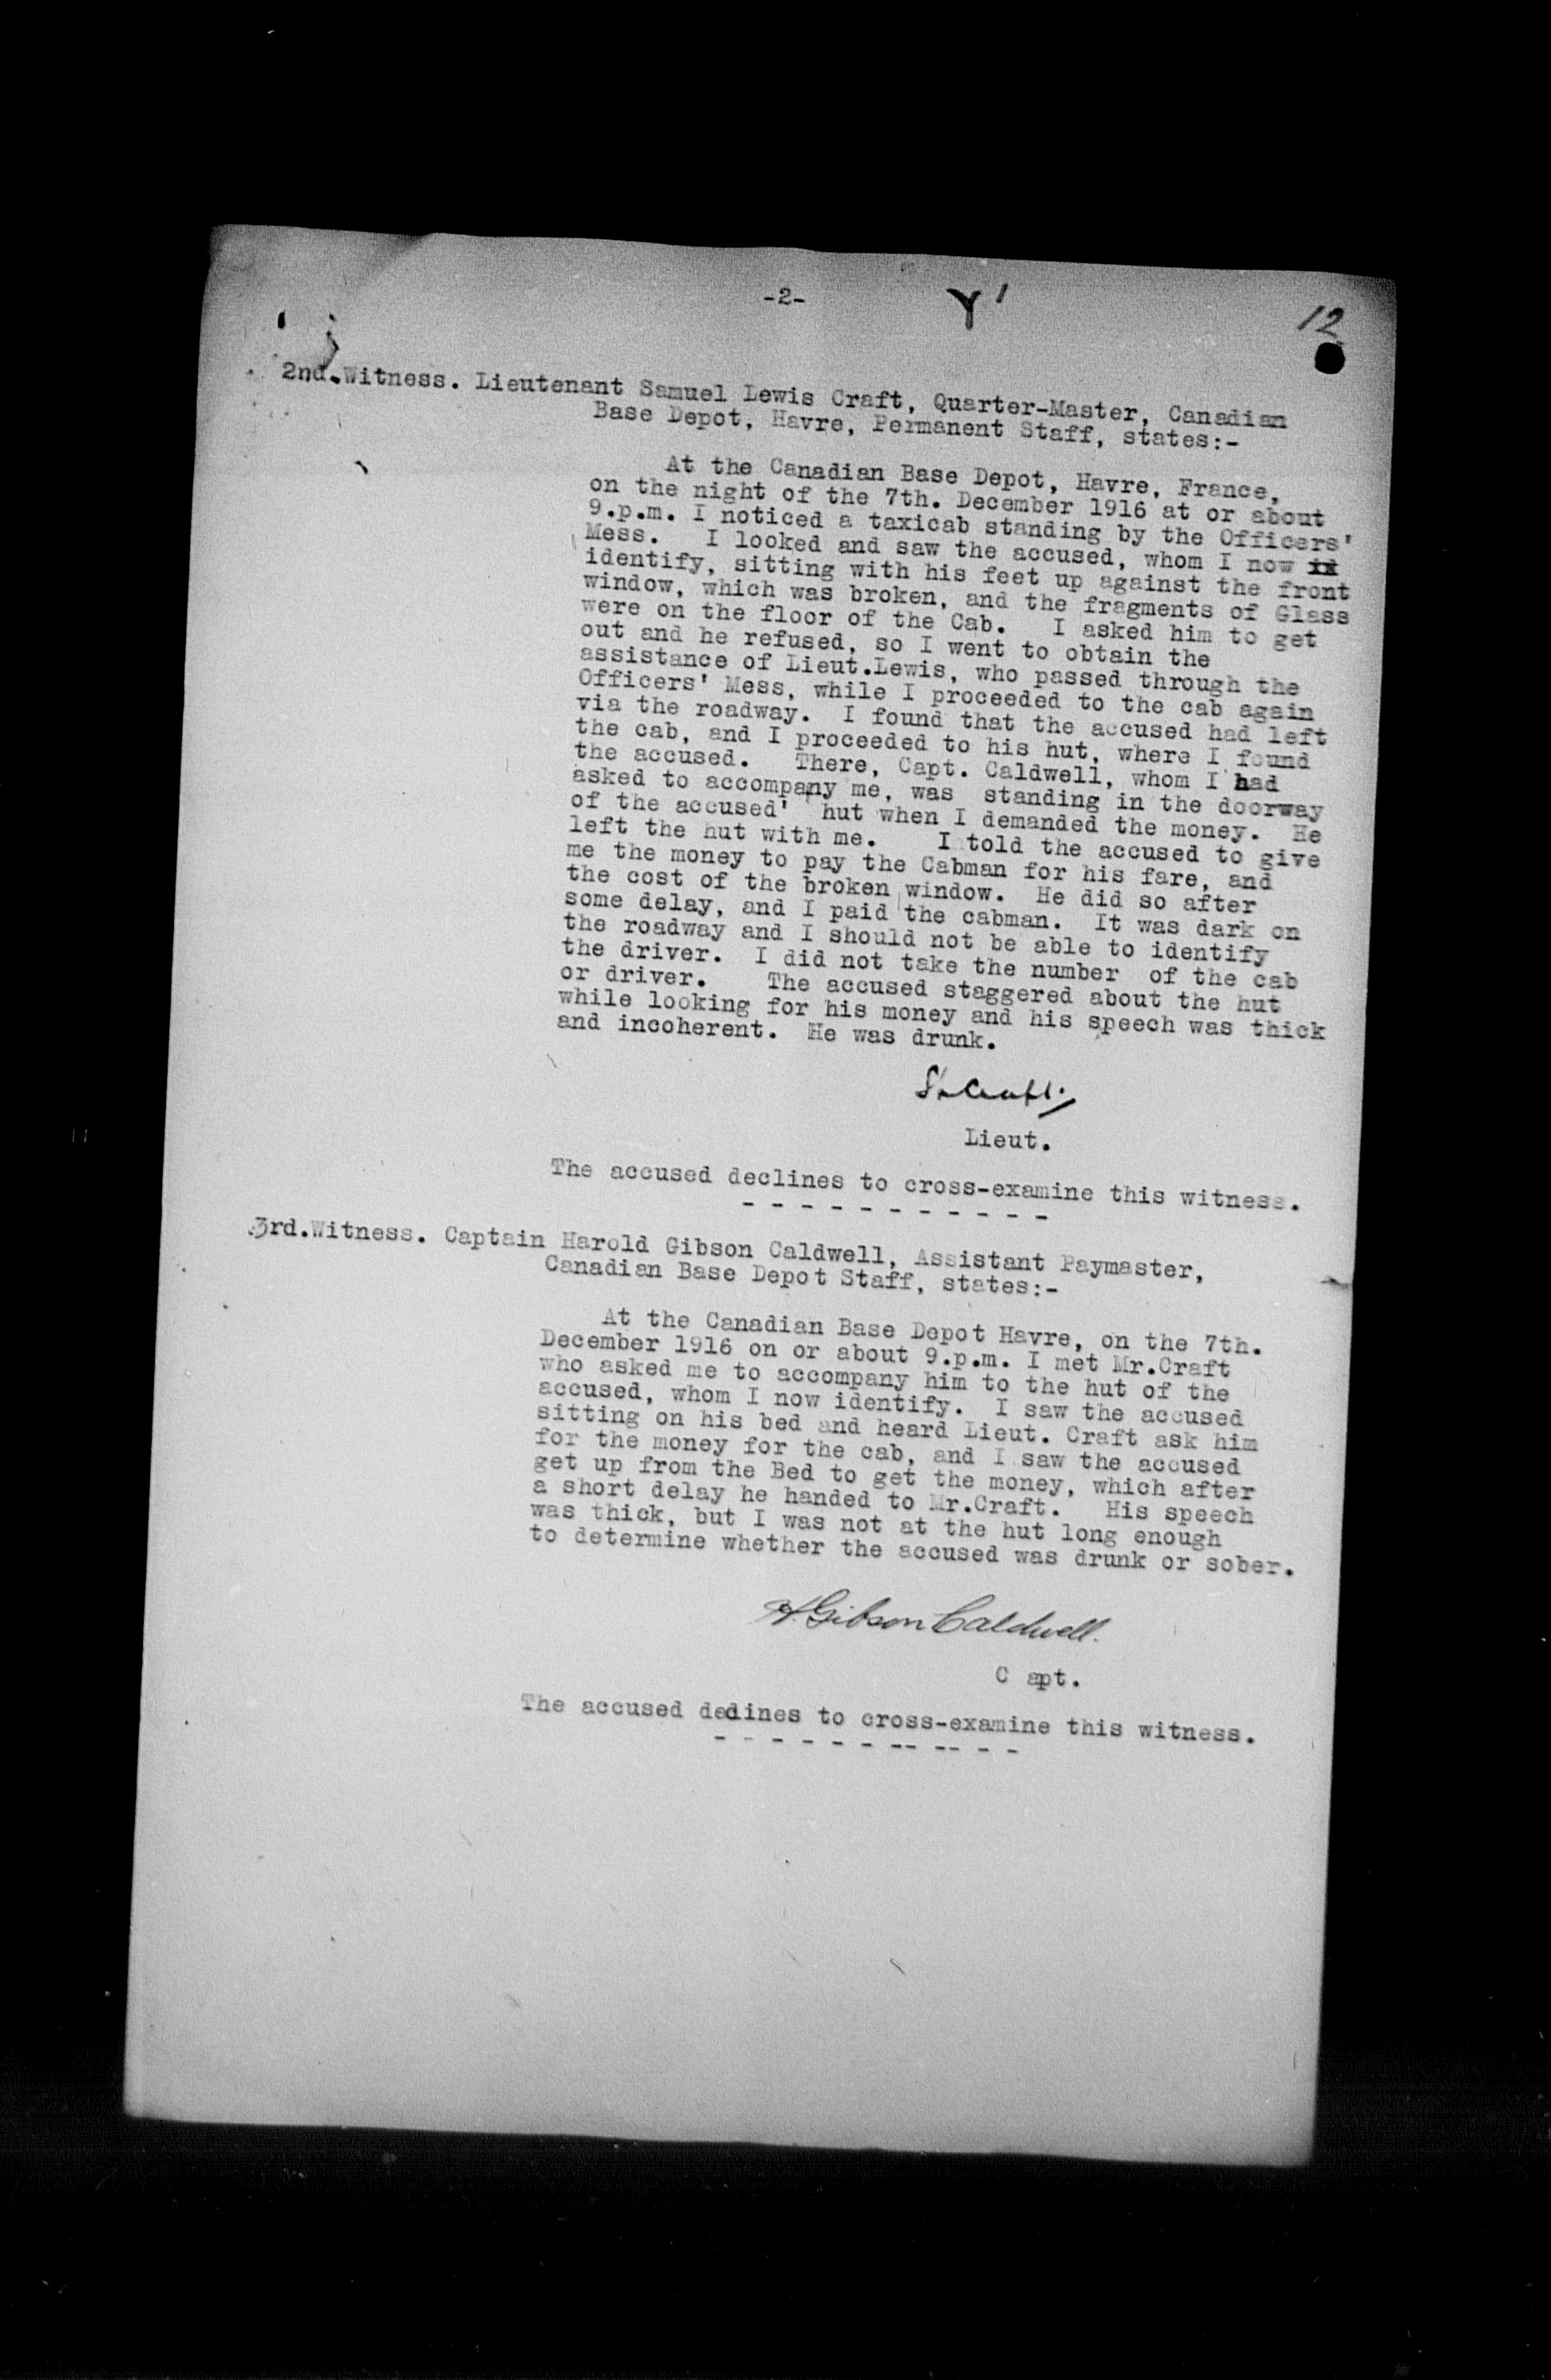 -2-
Y'
12
2nd.Witness. Lieutenant Samuel Lewis Craft, Quarter-Master, Canadian
Base Depot, Havre, Permanent Staff, states:-
At the Canadian Base Depot, Havre, France,
on the night of the 7th. December 1916 at or about
9.p.m. I noticed a taxicab standing by the Officers'
Mess. I looked and saw the accused, whom I now
identify, sitting with his feet up against the front
window, which was broken, and the fragments of Glass
were on the floor of the Cab. I asked him to get
out and he refused, so I went to obtain the
assistance of Lieut.Lewis, who passed through the
Officers' Mess, while I proceeded to the cab again
via the roadway. I found that the accused had left
the cab, and I proceeded to his hut, where I found
the accused. There, Capt. Caldwell, whom I had
asked to accompany me, was standing in the doorway
of the accused' hut when I demanded the money. He
left the hut with me. I told the accused to give
me the money to pay the Cabman for his fare, and
the cost of the broken window. He did so after
some delay, and I paid the cabman. It was dark on
the roadway and I should not be able to identify
the driver. I did not take the number of the cab
or driver. The accused staggered about the hut
while looking for his money and his speech was thick
and incoherent. He was drunk.
Lieut.
The accused declines to cross-examine this witness.
- - - - - - - - - - -
3rd.Witness. Captain Harold Gibson Caldwell, Assistant Paymaster,
Canadian Base Depot Staff, states:-
At the Canadian Base Depot Havre, on the 7th.
December 1916 on or about 9.p.m. I met Mr.Craft
who asked me to accompany him to the hut of the
accused, whom I now identify. I saw the accused
sitting on his bed and heard Lieut. Craft ask him
for the money for the cab, and I saw the accused
get up from the Bed to get the money, which after
a short delay he handed to Mr.Craft. His speech
was thick, but I was not at the hut long enough
to determine whether the accused was drunk or sober.
H. Gibson Caldwell.
C apt.
The accused declines to cross-examine this witness.
- - - - - - -- -- - -